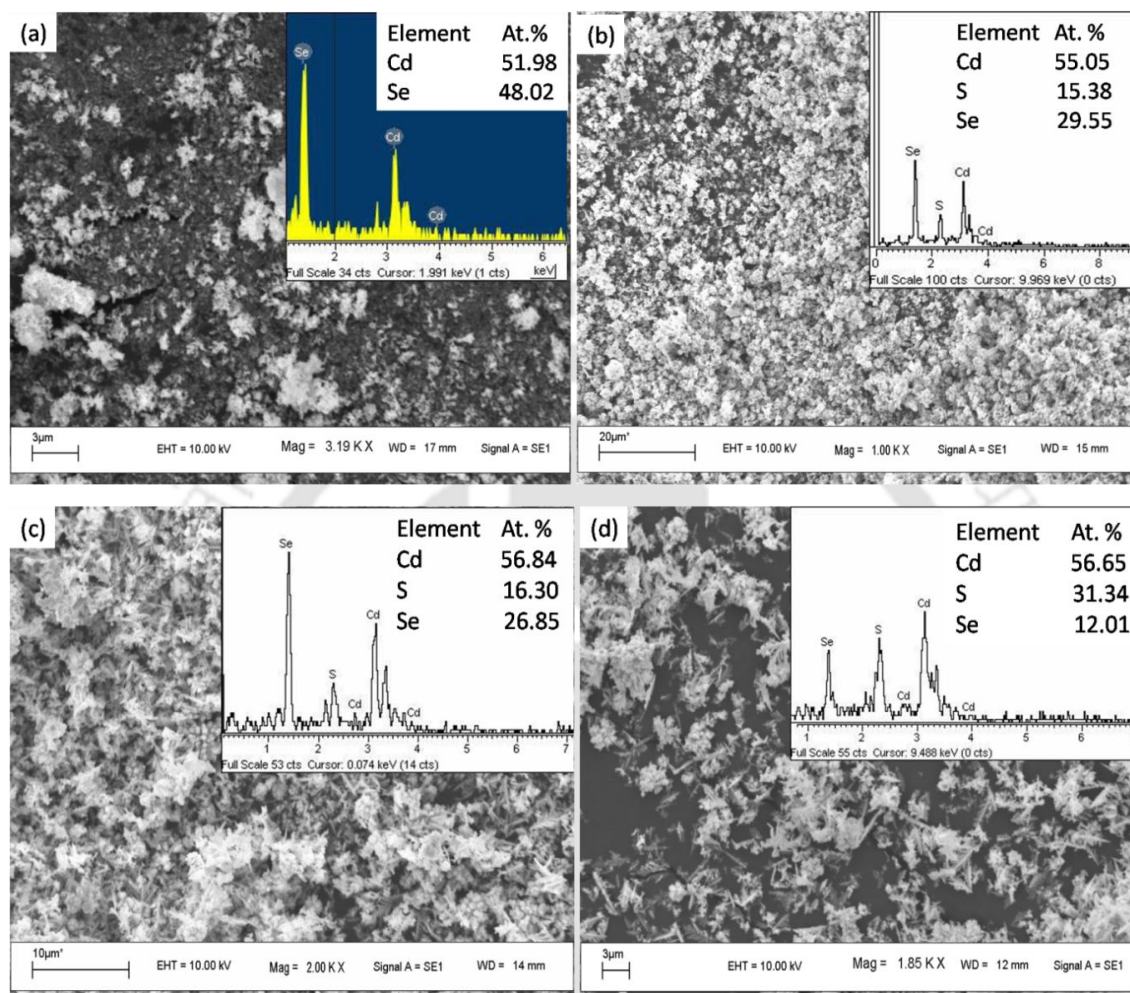 (a)
Element At.%
Cd 51.98
Se 48.02
Se
Cd
Cd
2 3 4 5 6
Full Scale 34 cts Cursor: 1.991 keV (1 cts) keV
3µm EHT = 10.00 kV Mag = 3.19 K X WD = 17 mm Signal A = SE1
(b)
Element At. %
Cd 55.05
S 15.38
Se 29.55
Se
Cd
S
Cd
0 2 4 6 8
Full Scale 100 cts Cursor: 9.969 keV (0 cts)
20µm* EHT = 10.00 kV Mag = 1.00 K X Signal A = SE1 WD = 15 mm
(c)
Element At. %
Cd 56.84
S 16.30
Se 26.85
Se
Cd
S
Cd
Cd
1 2 3 4 5 6 7
Full Scale 53 cts Cursor: 0.074 keV (14 cts)
10µm* EHT = 10.00 kV Mag = 2.00 K X Signal A = SE1 WD = 14 mm
(d)
Element At. %
Cd 56.65
S 31.34
Se 12.01
Cd
S
Se
Cd
Cd
1 2 3 4 5 6
Full Scale 55 cts Cursor: 9.488 keV (0 cts)
3µm EHT = 10.00 kV Mag = 1.85 K X WD = 12 mm Signal A = SE1